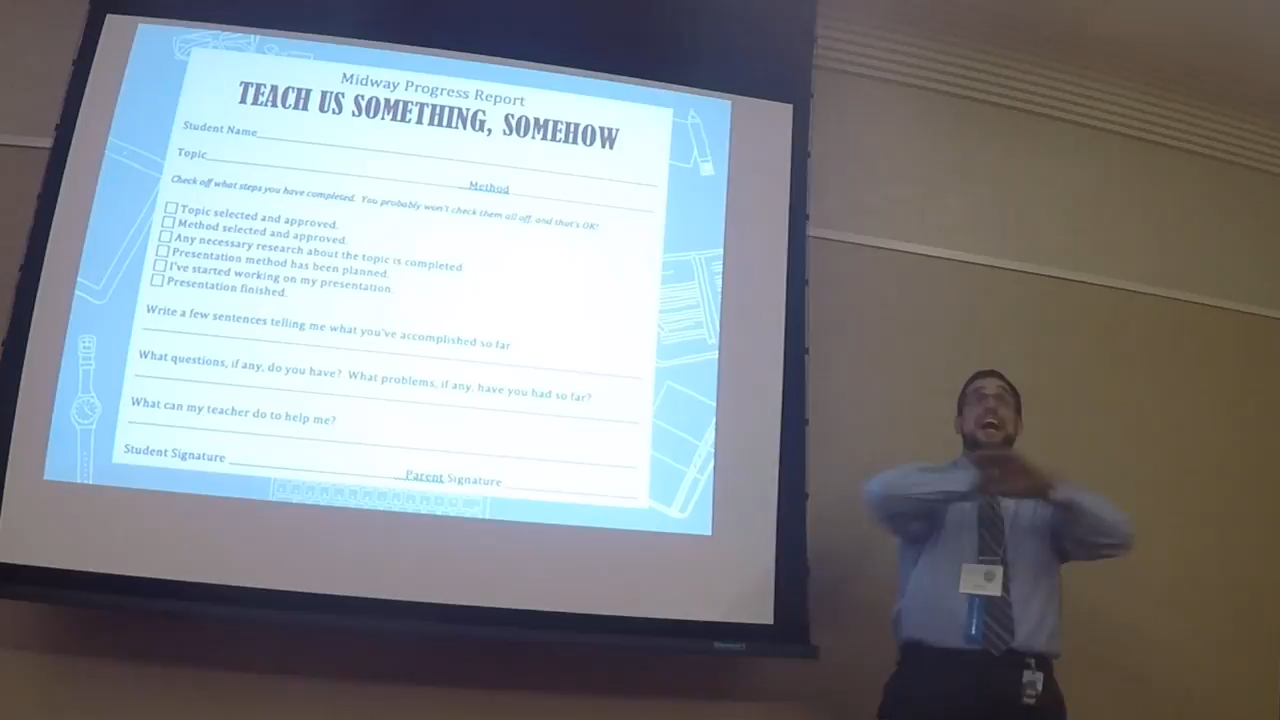 Midway Progress Report
TEACH US SOMETHING, SOMEHOW
Student Name
Topic Method
Check off what steps you have completed. You probably won't check them all off, and that's OK!
Topic selected and approved.
Method selected and approved.
Any necessary research about the topic is completed
Presentation method has been planned.
I've started working on my presentation.
Presentation finished.
Write a few sentences telling me what you've accomplished so far
What questions, if any, do you have? What problems, if any, have you had so far?
What can my teacher do to help me?
Student Signature Parent Signature